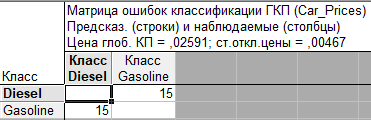 Матрица ошибок классификации ГКП (Car_Prices)
Предсказ. (строки) и наблюдаемые (столбцы)
Цена глоб. КП = ,02591; ст.откл.цены = ,00467
Класс Класс Класс
Diesel Gasoline
Diesel 15
Gasoline 15